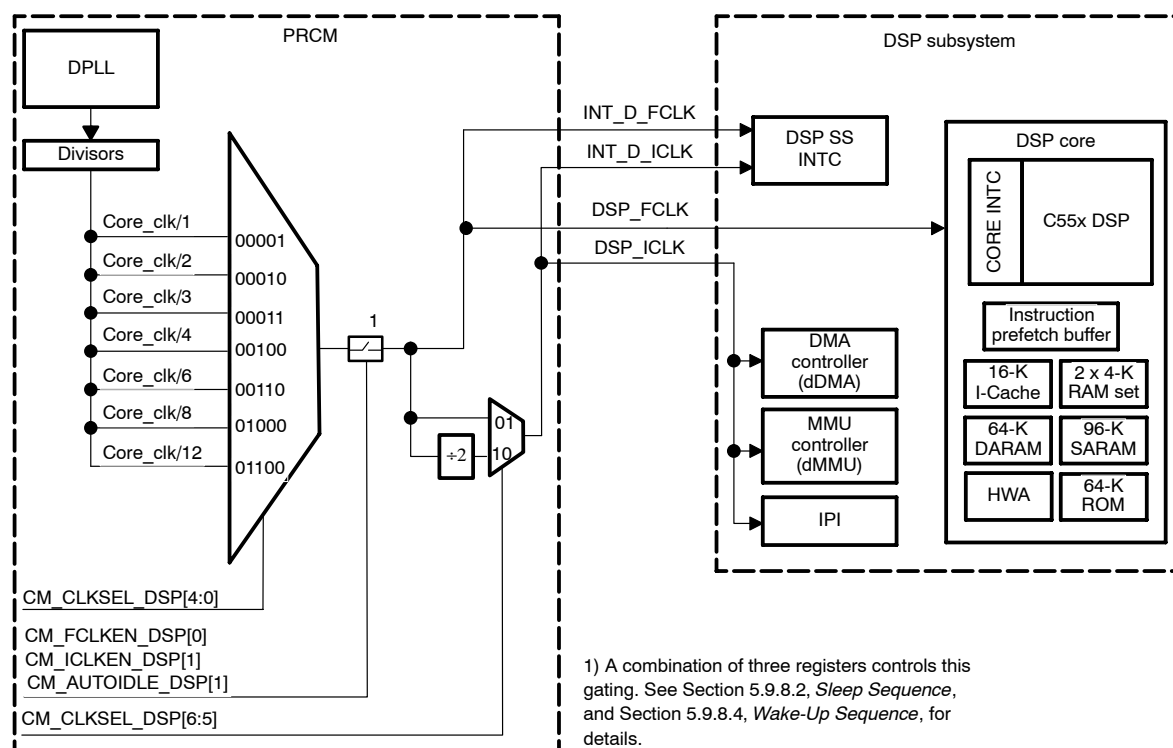 PRCM
DPLL
Divisors
Core_clk/1
00001
Core_clk/2
00010
Core_clk/3
00011
Core_clk/4
00100
Core_clk/6
00110
Core_clk/8
01000
Core_clk/12
01100
1
01
10
÷2
CM_CLKSEL_DSP[4:0]
CM_FCLKEN_DSP[0]
CM_ICLKEN_DSP[1]
CM_AUTOIDLE_DSP[1]
CM_CLKSEL_DSP[6:5]
INT_D_FCLK
INT_D_ICLK
DSP_FCLK
DSP_ICLK
DSP subsystem
DSP SS
INTC
DMA
controller
(dDMA)
MMU
controller
(dMMU)
IPI
DSP core
CORE INTC
C55x DSP
Instruction
prefetch buffer
16-K
I-Cache
2 x 4-K
RAM set
64-K
DARAM
96-K
SARAM
HWA
64-K
ROM
1) A combination of three registers controls this
gating. See Section 5.9.8.2, Sleep Sequence,
and Section 5.9.8.4, Wake-Up Sequence, for
details.